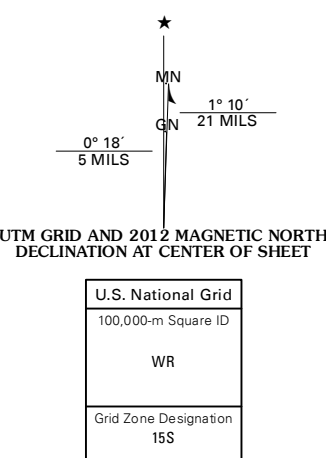 ★
MN
1° 10´
GN
21 MILS
0° 18´
5 MILS
UTM GRID AND 2012 MAGNETIC NORTH
DECLINATION AT CENTER OF SHEET
U.S. National Grid
100,000-m Square ID
WR
Grid Zone Designation
15S